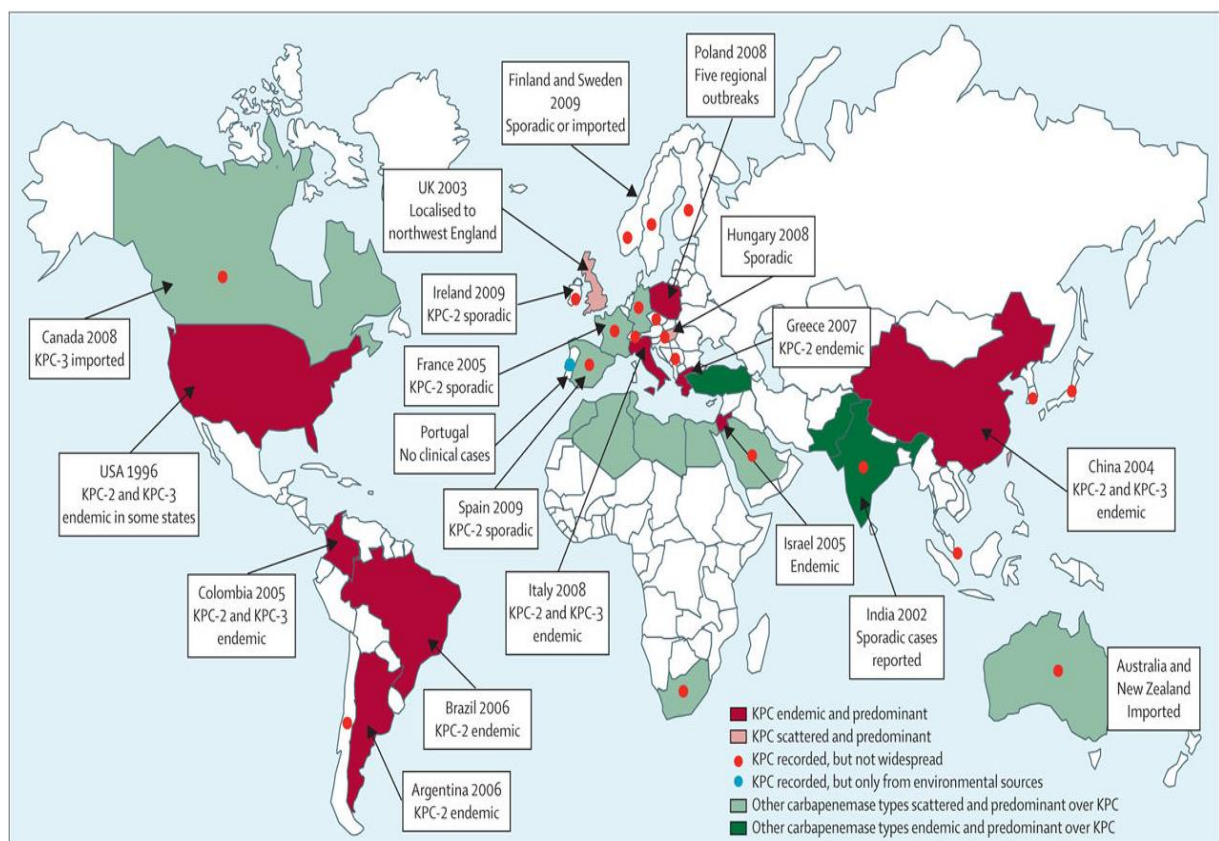 Poland 2008
Five regional
outbreaks
Finland and Sweden
2009
Sporadic or imported
UK 2003
Localised to
northwest England
Hungary 2008
Sporadic
Ireland 2009
KPC-2 sporadic
Canada 2008
KPC-3 imported
Greece 2007
KPC-2 endemic
France 2005
KPC-2 sporadic
Portugal
No clinical cases
USA 1996
KPC-2 and KPC-3
endemic in some states
China 2004
KPC-2 and KPC-3
endemic
Spain 2009
KPC-2 sporadic
Israel 2005
Endemic
Colombia 2005
KPC-2 and KPC-3
endemic
Italy 2008
KPC-2 and KPC-3
endemic
India 2002
Sporadic cases
reported
Australia and
New Zealand
Imported
Brazil 2006
KPC-2 endemic
Argentina 2006
KPC-2 endemic
KPC endemic and predominant
KPC scattered and predominant
KPC recorded, but not widespread
KPC recorded, but only from environmental sources
Other carbapenemase types scattered and predominant over KPC
Other carbapenemase types endemic and predominant over KPC